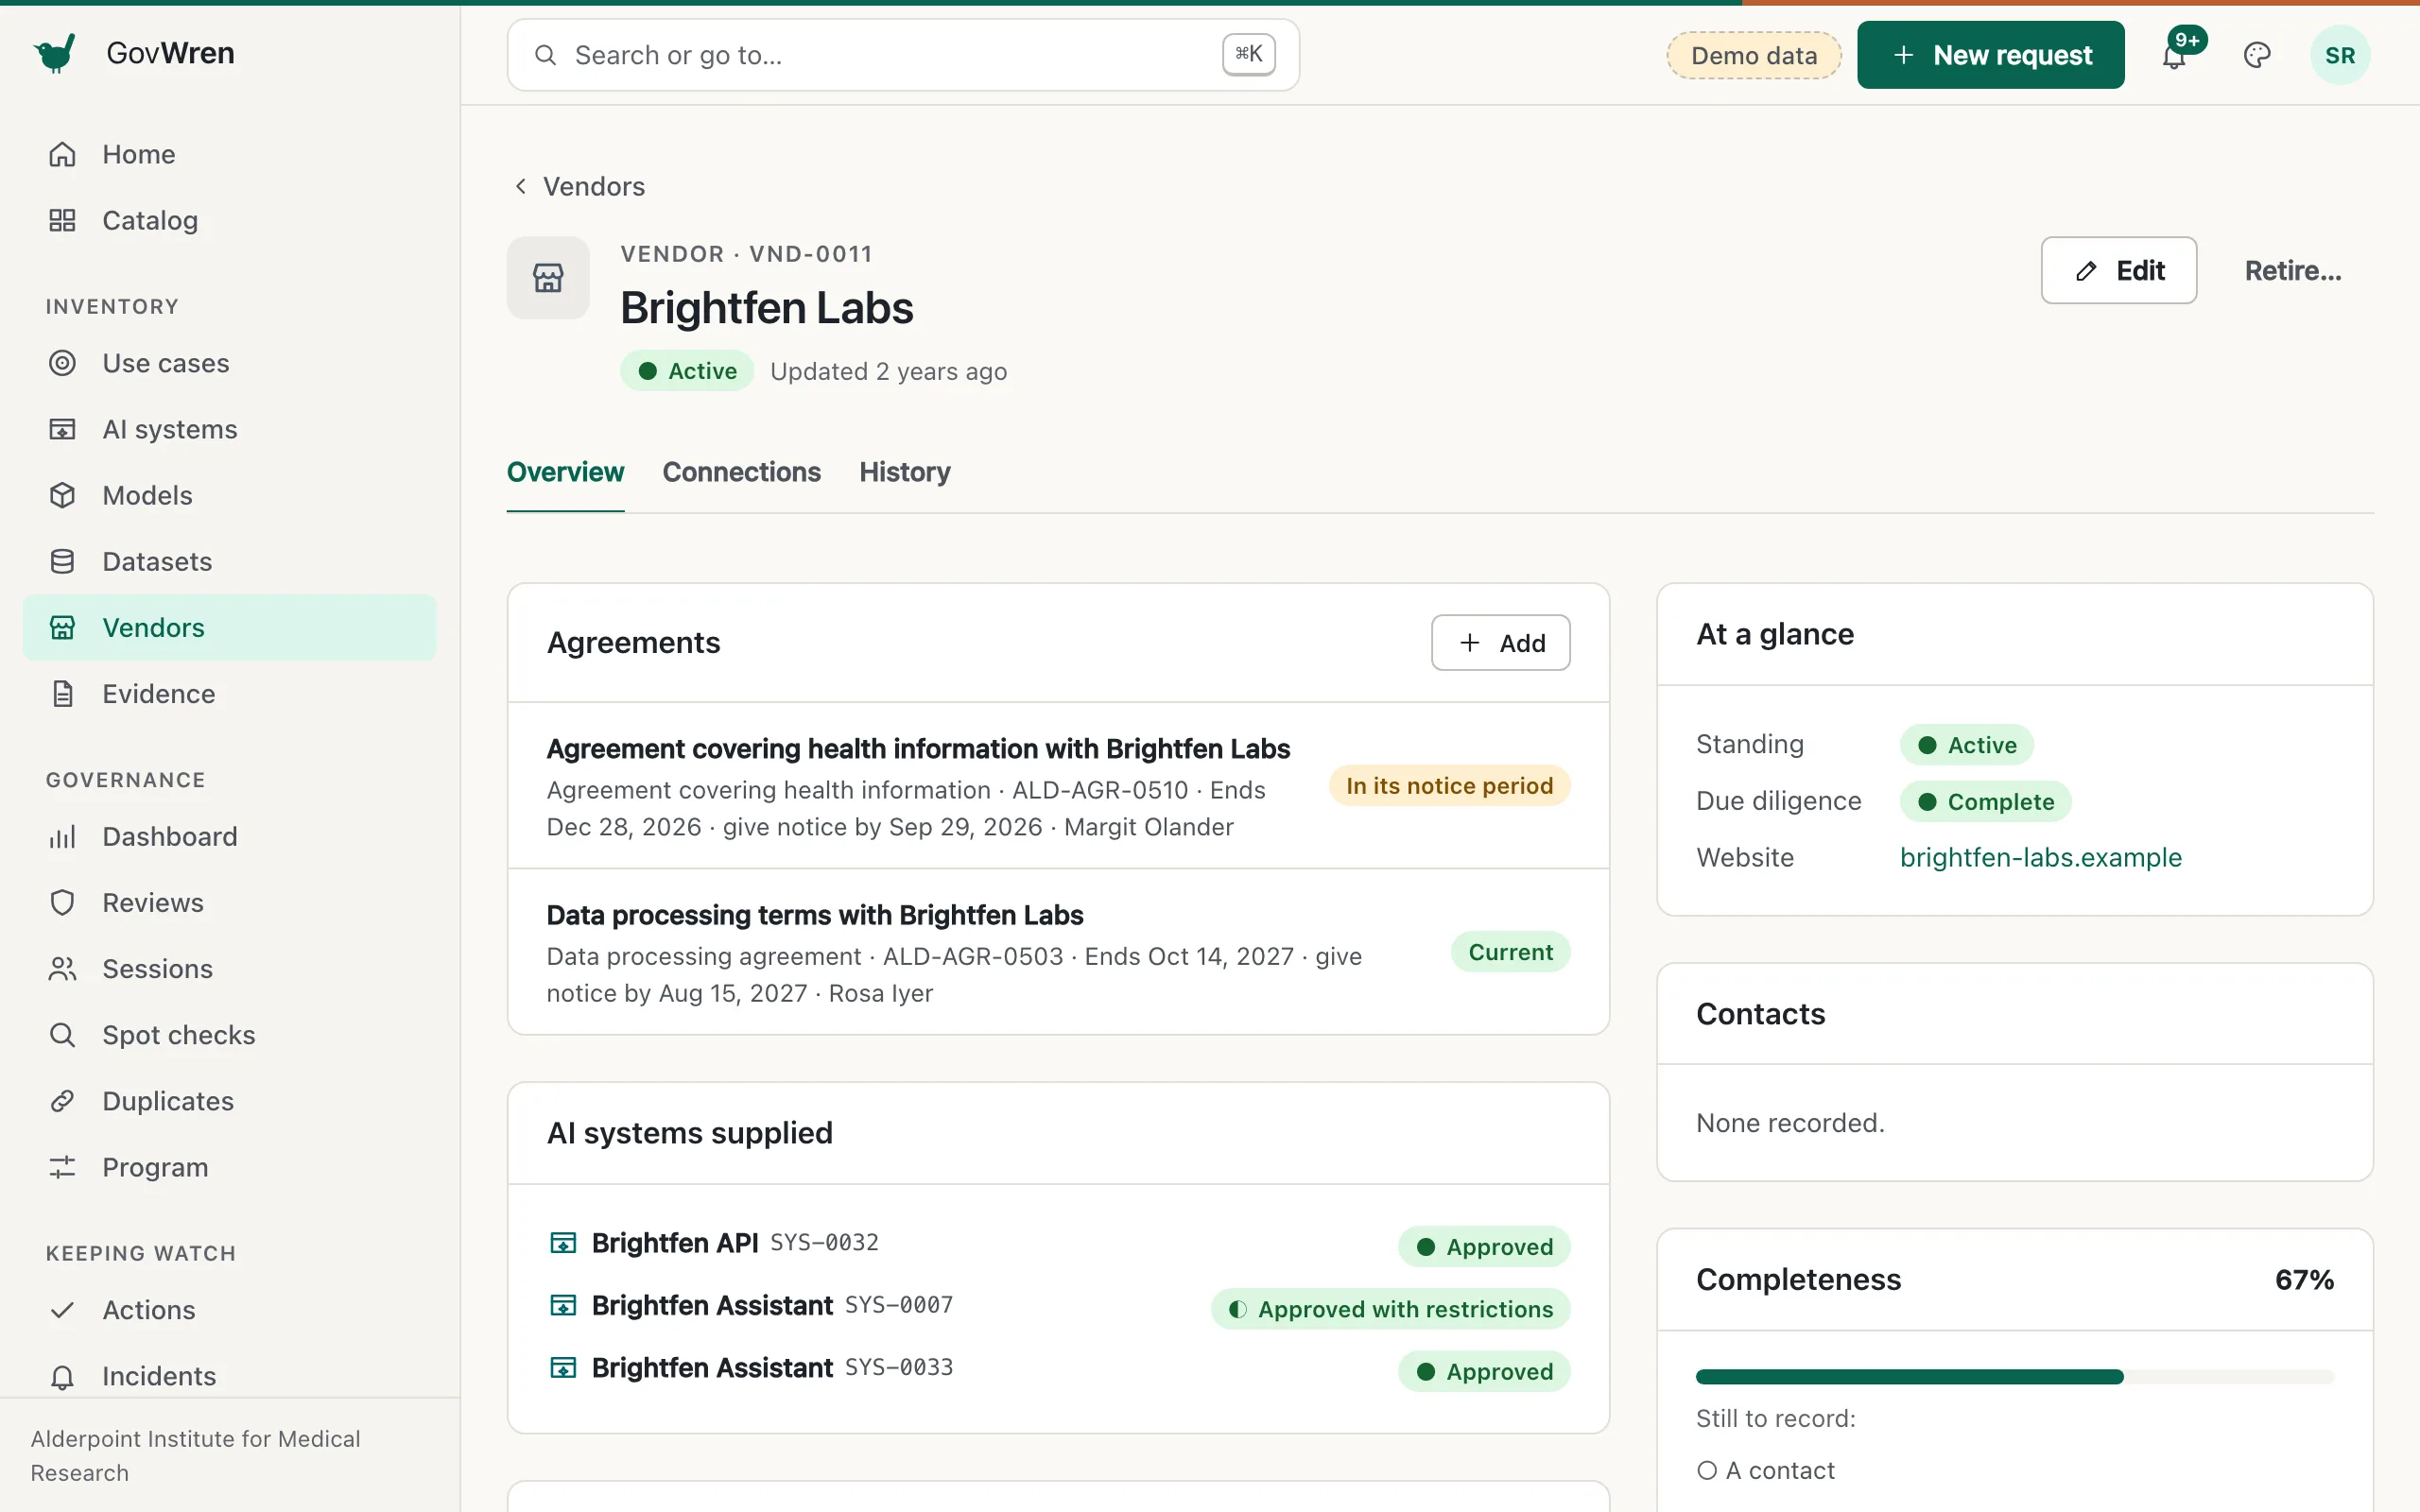 GovWren
Search or go to...
⌘K
Demo data
+ New request
9+
SR
Home
Catalog
INVENTORY
Use cases
AI systems
Models
Datasets
Vendors
Evidence
GOVERNANCE
Dashboard
Reviews
Sessions
Spot checks
Duplicates
Program
KEEPING WATCH
Actions
Incidents
Alderpoint Institute for Medical
Research
Vendors
VENDOR · VND-0011
Brightfen Labs
Active
Updated 2 years ago
Edit
Retire...
Overview
Connections
History
Agreements
+ Add
Agreement covering health information with Brightfen Labs
Agreement covering health information · ALD-AGR-0510 · Ends
Dec 28, 2026 · give notice by Sep 29, 2026 · Margit Olander
In its notice period
Data processing terms with Brightfen Labs
Data processing agreement · ALD-AGR-0503 · Ends Oct 14, 2027 · give
notice by Aug 15, 2027 · Rosa Iyer
Current
AI systems supplied
Brightfen API SYS-0032
Approved
Brightfen Assistant SYS-0007
Approved with restrictions
Brightfen Assistant SYS-0033
Approved
At a glance
Standing
Active
Due diligence
Complete
Website
brightfen-labs.example
Contacts
None recorded.
Completeness
67%
Still to record:
A contact